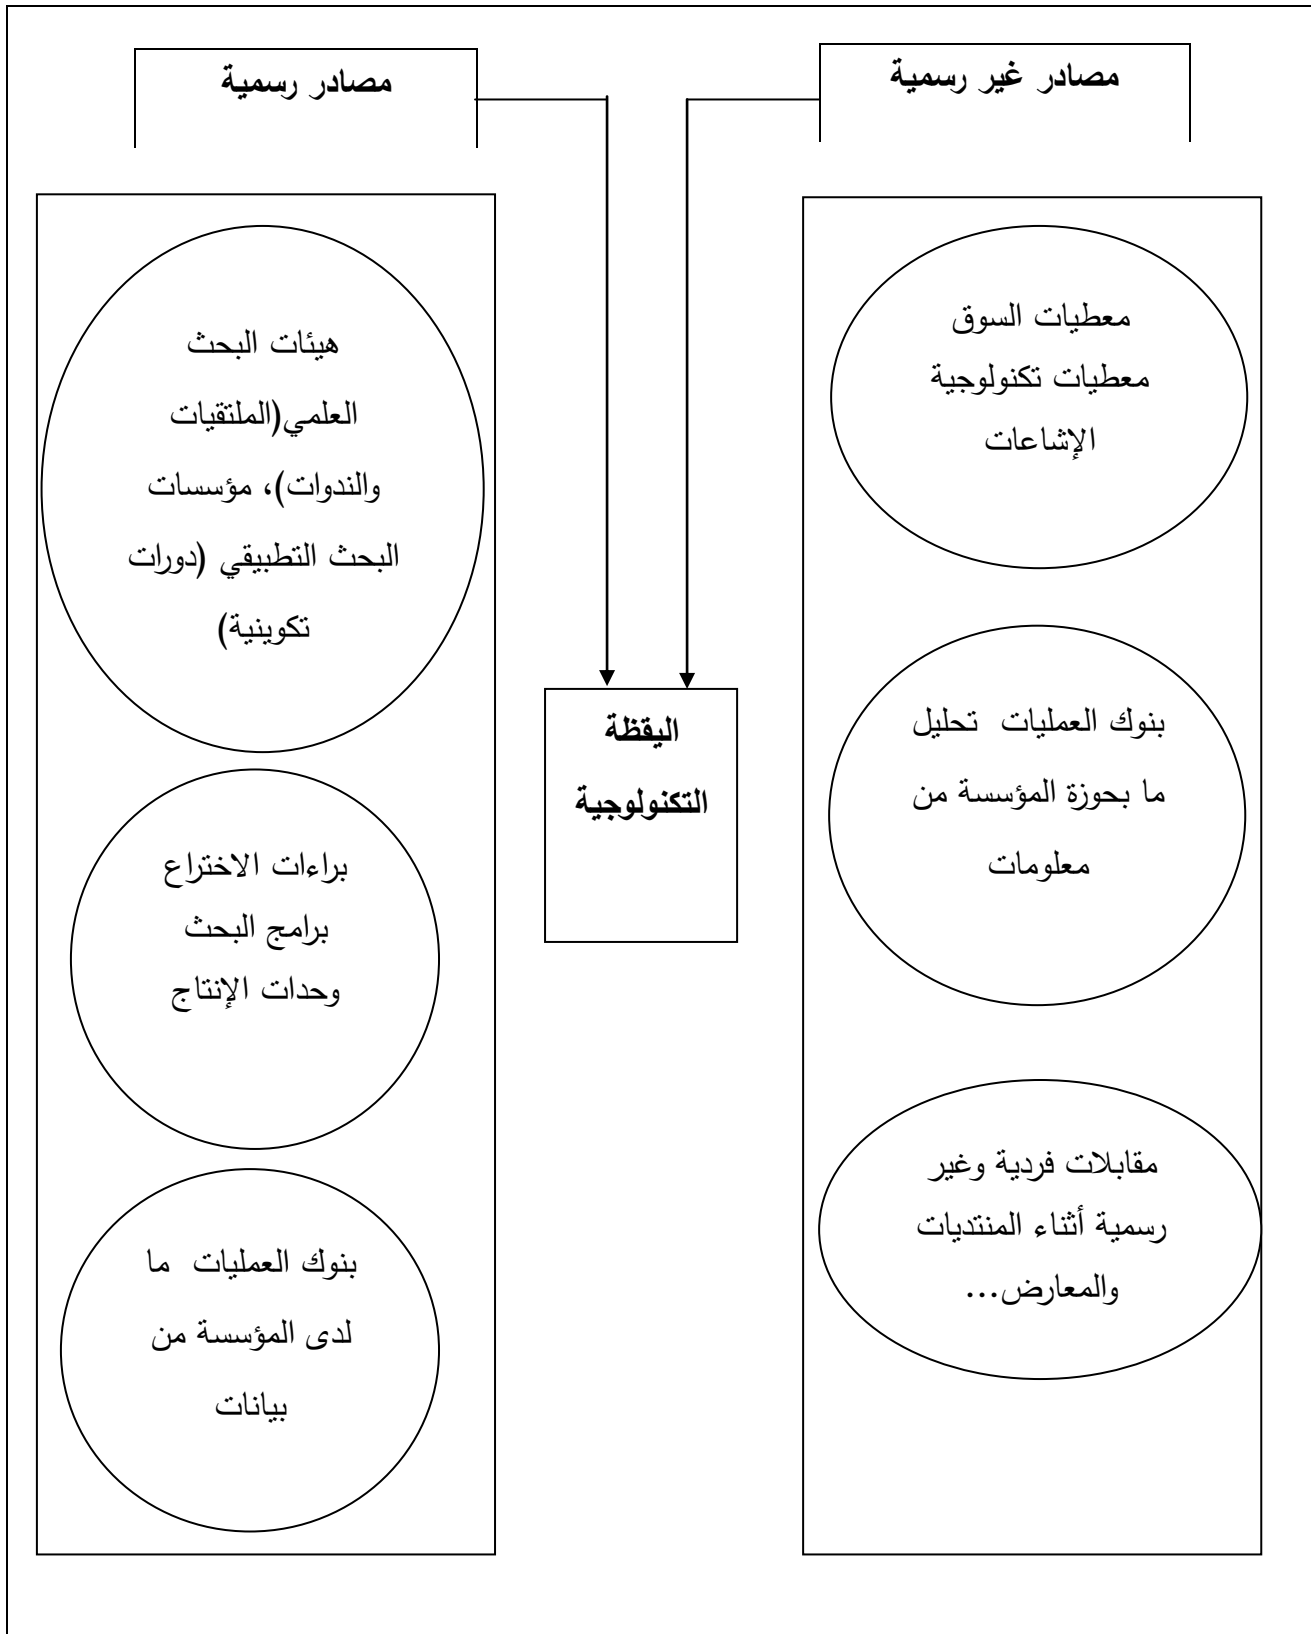 مصادر غير رسمية
معطيات السوق
معطيات تكنولوجية
الإشاعات
بنوك العمليات تحليل
ما بحوزة المؤسسة من
معلومات
مقابلات فردية وغير
رسمية أثناء المنتديات
والمعارض...
اليقظة
التكنولوجية
مصادر رسمية
هيئات البحث
العلمي(الملتقيات
والندوات)، مؤسسات
البحث التطبيقي (دورات
تكوينية)
براءات الاختراع
برامج البحث
وحدات الإنتاج
بنوك العمليات ما
لدى المؤسسة من
بيانات